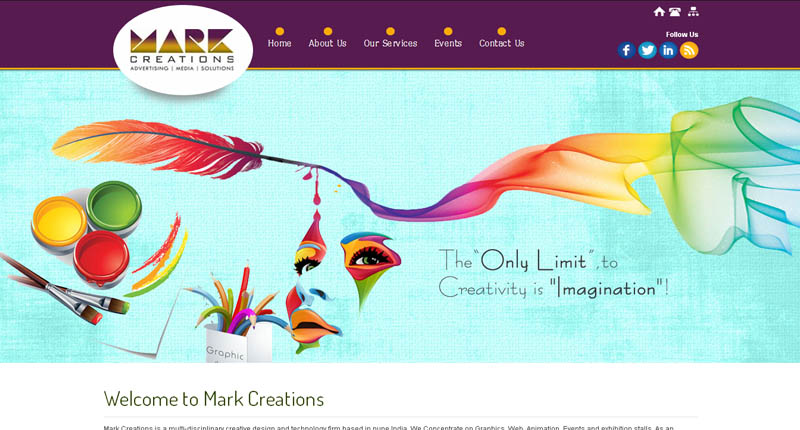 MARK
CREATIONS
ADVERTISING | MEDIA | SOLUTIONS
Home About Us Our Services Events Contact Us
Follow Us
The "Only Limit", to
Creativity is "Imagination"!
Graphic
Welcome to Mark Creations
Mark Creations is a multi-disciplinary creative design and technology firm based in pune India. We Concentrate on Graphics, Web, Animation, Events and exhibition stalls. As an